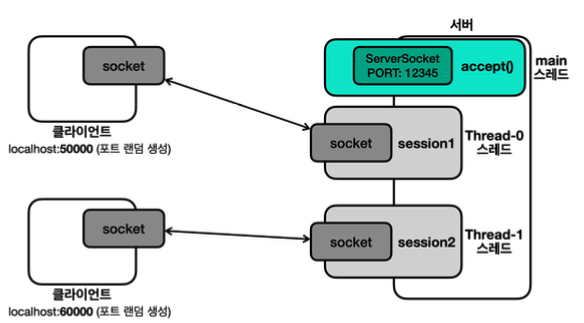 서버
socket
ServerSocket
PORT: 12345
accept()
main
스레드
클라이언트
localhost:50000 (포트 랜덤 생성)
socket
session1
Thread-0
스레드
socket
클라이언트
localhost:60000 (포트 랜덤 생성)
socket
session2
Thread-1
스레드